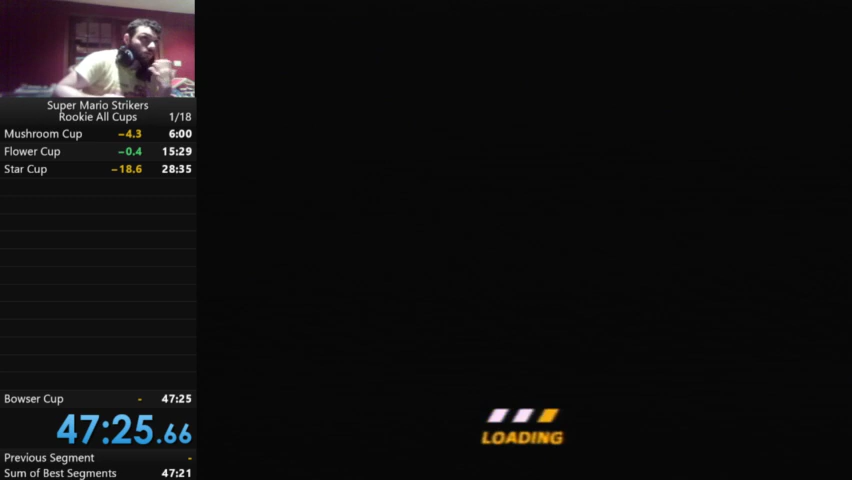 Super Mario Strikers
Rookie All Cups 1/18
Mushroom Cup −4.3 6:00
Flower Cup −0.4 15:29
Star Cup −18.6 28:35
Bowser Cup - 47:25
47:25.66
Previous Segment -
Sum of Best Segments 47:21
LOADING